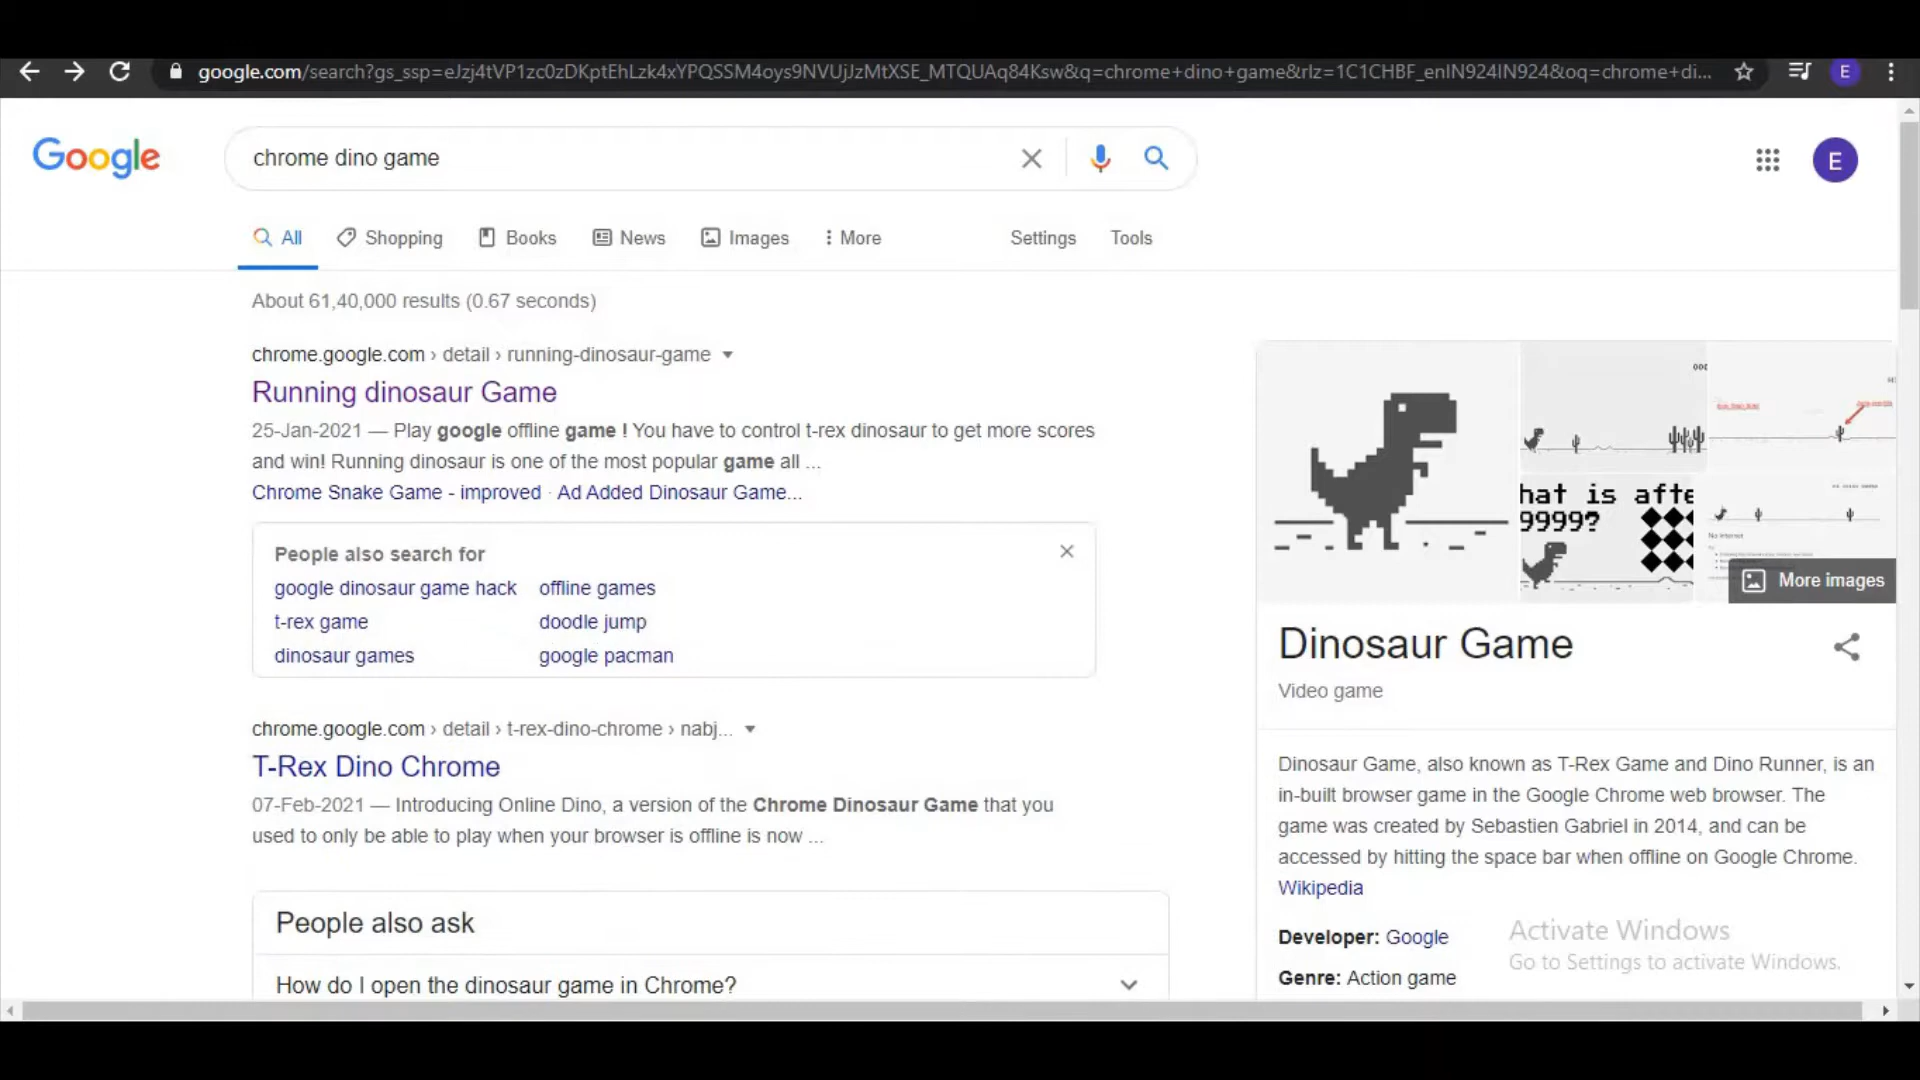 google.com/search?gs_ssp=eJzj4tVP1zc0zDKptEhLzk4xYPQSSM4oys9NVUjJzMtXSE_MTQUAq84Ksw&q=chrome+dino+game&rlz=1C1CHBF_enIN924IN924&oq=chrome+di...
E
Google
chrome dino game
E
All
Shopping
Books
News
Images
More
Settings
Tools
About 61,40,000 results (0.67 seconds)
chrome.google.com › detail › running-dinosaur-game
Running dinosaur Game
25-Jan-2021 — Play google offline game ! You have to control t-rex dinosaur to get more scores
and win! Running dinosaur is one of the most popular game all ...
Chrome Snake Game - improved · Ad Added Dinosaur Game...
People also search for
google dinosaur game hack
offline games
t-rex game
doodle jump
dinosaur games
google pacman
chrome.google.com › detail › t-rex-dino-chrome › nabj...
T-Rex Dino Chrome
07-Feb-2021 — Introducing Online Dino, a version of the Chrome Dinosaur Game that you
used to only be able to play when your browser is offline is now ...
People also ask
How do I open the dinosaur game in Chrome?
hat is afte
9999?
No internet
More images
Dinosaur Game
Video game
Dinosaur Game, also known as T-Rex Game and Dino Runner, is an
in-built browser game in the Google Chrome web browser. The
game was created by Sebastien Gabriel in 2014, and can be
accessed by hitting the space bar when offline on Google Chrome.
Wikipedia
Developer: Google
Genre: Action game
Activate Windows
Go to Settings to activate Windows.